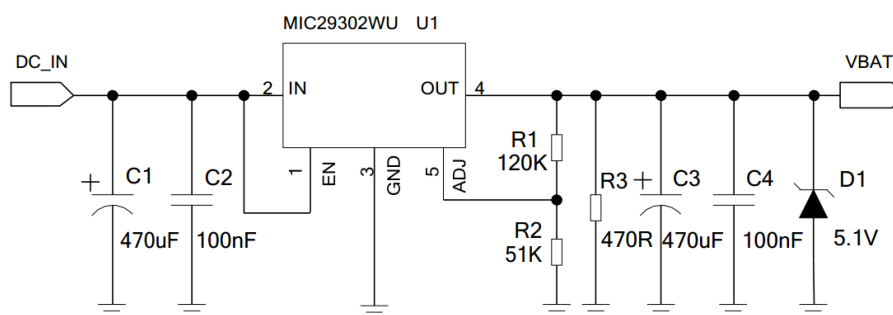 MIC29302WU U1
DC_IN
VBAT
2 IN
OUT 4
1 EN
3 GND
5 ADJ
R1
120K
R2
51K
+ C1
470uF
C2
100nF
R3
470R
+ C3
470uF
C4
100nF
D1
5.1V